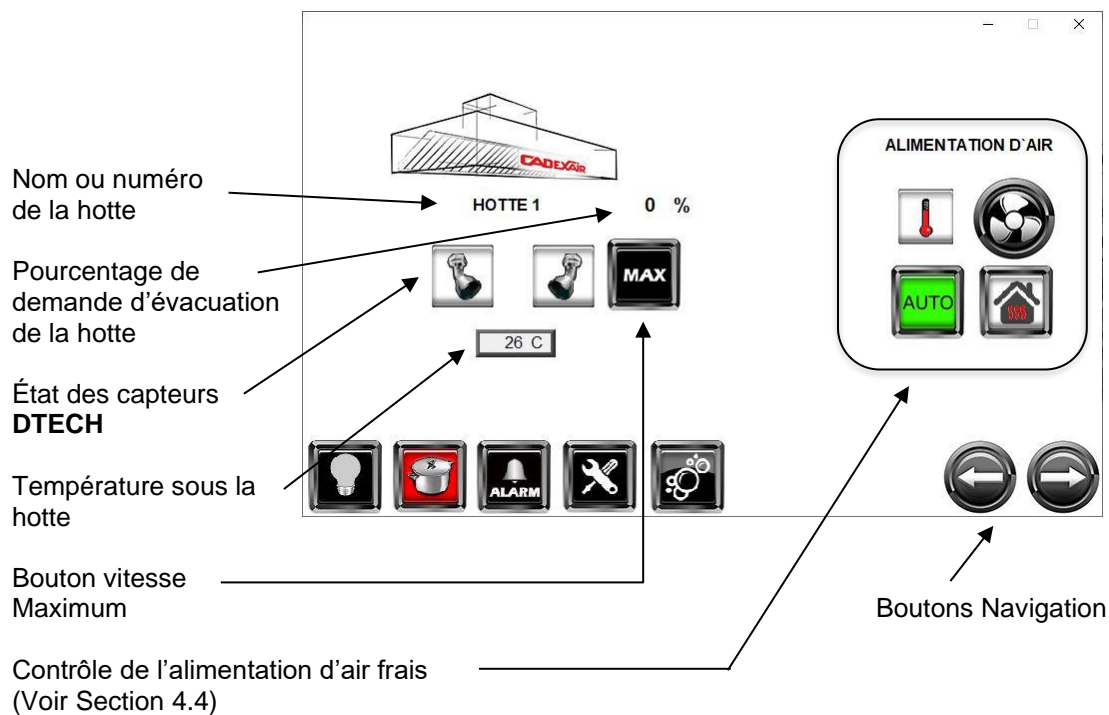 CADEXAIR
ALIMENTATION D`AIR
Nom ou numéro
de la hotte
HOTTE 1
0 %
Pourcentage de
demande d’évacuation
de la hotte
MAX
AUTO
26 C
État des capteurs
DTECH
ALARM
Température sous la
hotte
Bouton vitesse
Maximum
Boutons Navigation
Contrôle de l’alimentation d’air frais
(Voir Section 4.4)